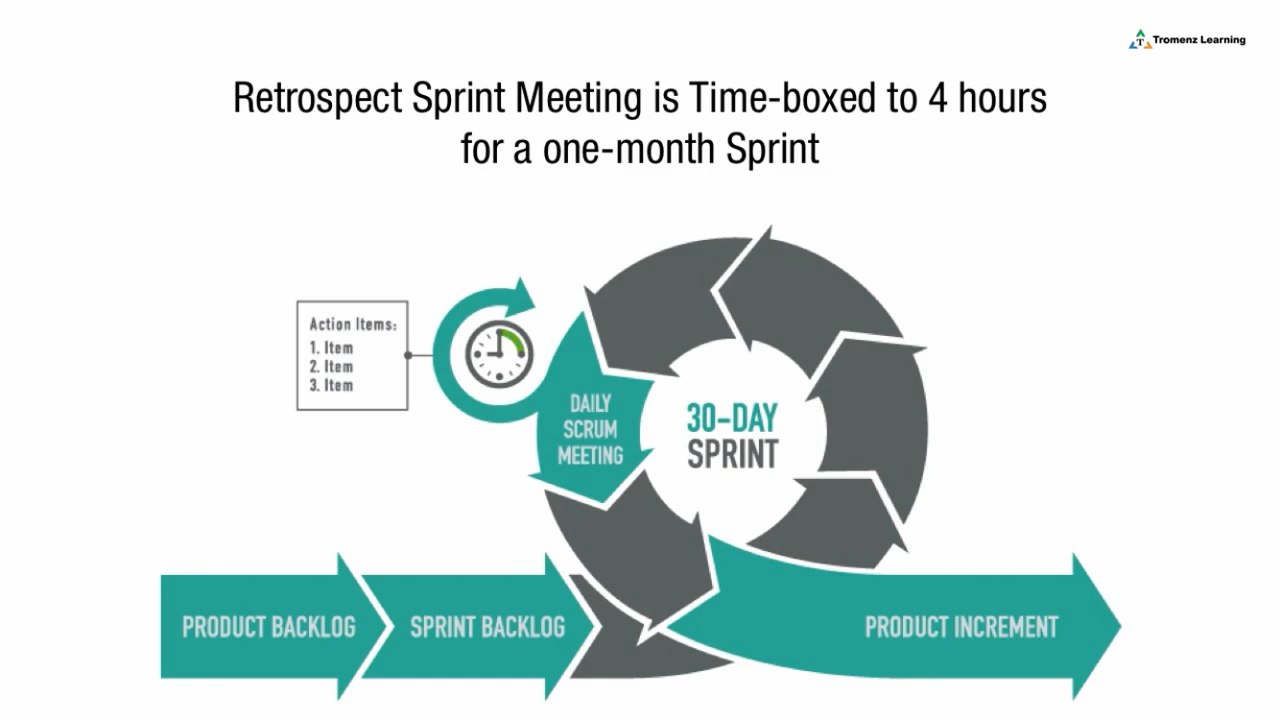 Tromenz Learning
Retrospect Sprint Meeting is Time-boxed to 4 hours
for a one-month Sprint
Action Items:
1. Item
2. Item
3. Item
DAILY
SCRUM
MEETING
30-DAY
SPRINT
PRODUCT BACKLOG
SPRINT BACKLOG
PRODUCT INCREMENT